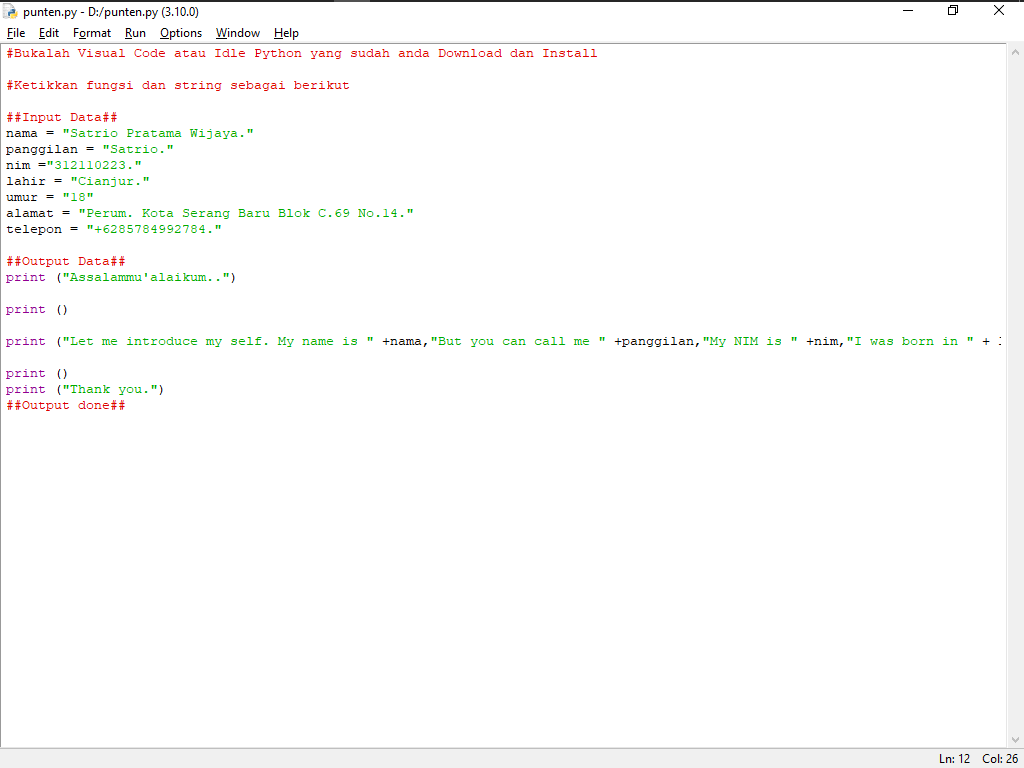 punten.py - D:/punten.py (3.10.0)
File Edit Format Run Options Window Help
#Bukalah Visual Code atau Idle Python yang sudah anda Download dan Install
#Ketikkan fungsi dan string sebagai berikut
##Input Data##
nama = "Satrio Pratama Wijaya."
panggilan = "Satrio."
nim ="312110223."
lahir = "Cianjur."
umur = "18"
alamat = "Perum. Kota Serang Baru Blok C.69 No.14."
telepon = "+6285784992784."
##Output Data##
print ("Assalammu'alaikum..")
print ()
print ("Let me introduce my self. My name is " +nama,"But you can call me " +panggilan,"My NIM is " +nim,"I was born in " +
print ()
print ("Thank you.")
##Output done##
Ln: 12 Col: 26